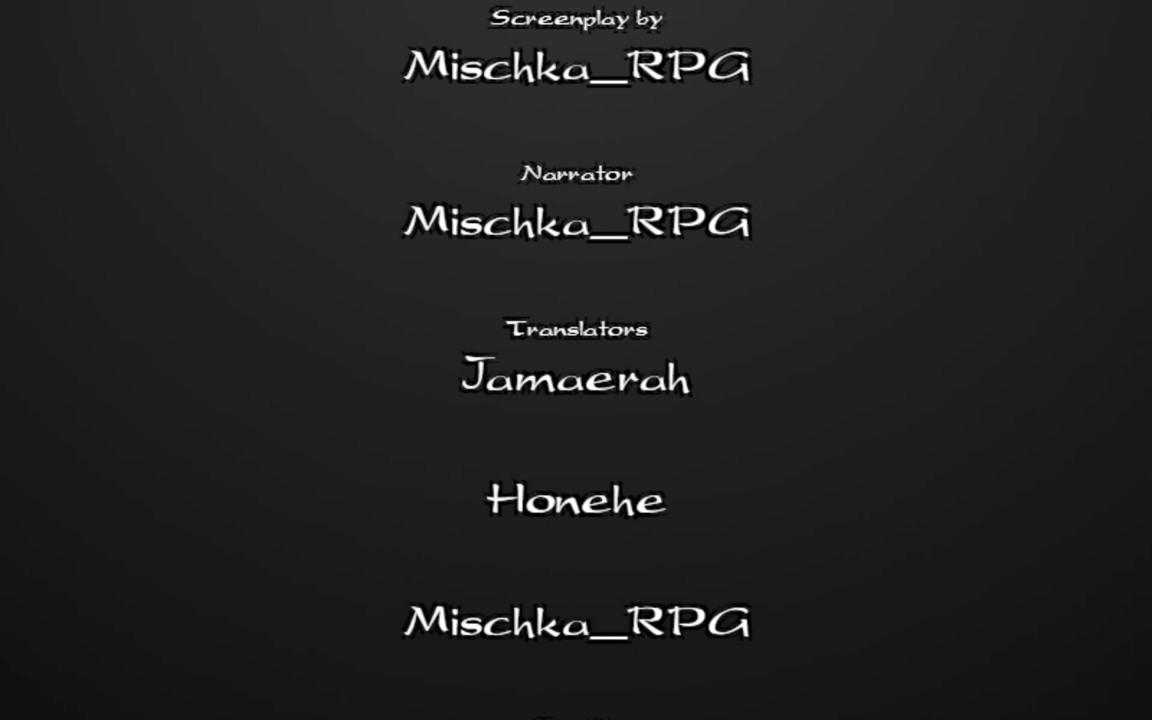 Screenplay by
Mischka_RPG
Narrator
Mischka_RPG
Translators
Jamaerah
Honehe
Mischka_RPG